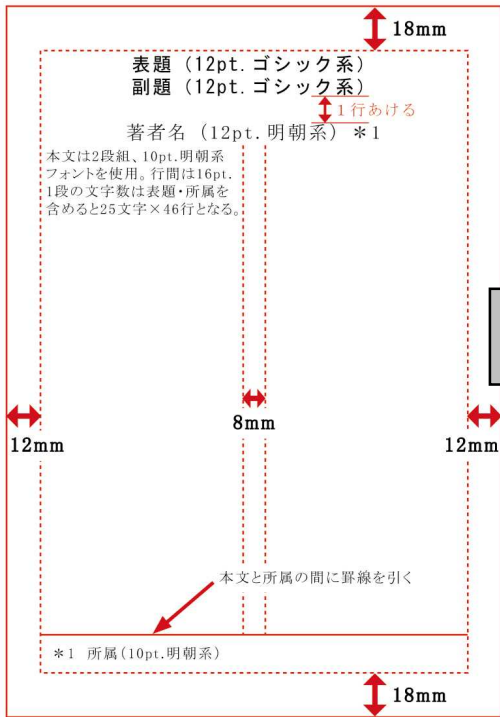 18mm
表題 (12pt.ゴシック系)
副題 (12pt.ゴシック系)
1行あける
著者名 (12pt.明朝系) ＊1
本文は2段組、10pt.明朝系
フォントを使用。行間は16pt.
1段の文字数は表題・所属を
含めると25文字×46行となる。
12mm
8mm
12mm
本文と所属の間に罫線を引く
＊1 所属(10pt.明朝系)
18mm